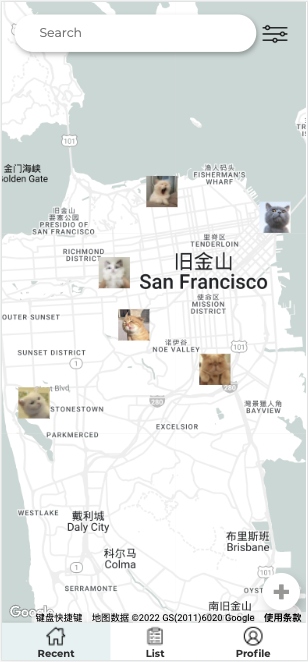 Search
101
金门海峡
Golden Gate
渔人码头
FISHERMAN'S
WHARF
旧金山
要塞公园
PRESIDIO OF
SAN FRANCISCO
里奇区
TENDERLOIN
RICHMOND
DISTRICT
旧金山
San Francisco
使命区
MISSION
DISTRICT
OUTER SUNSET
诺伊谷
NOE VALLEY
101
SUNSET DISTRICT
1
280
Blvd.
STONESTOWN
280
湾景猎人角
BAYVIEW
PARKMERCED
EXCELSIOR
WESTLAKE
戴利城
Daly City
布里斯班
Brisbane
科尔马
Colma
1
SERRAMONTE
南旧金山
Google
键盘快捷键 地图数据 ©2022 GS(2011)6020 Google 使用条款
Recent
List
Profile